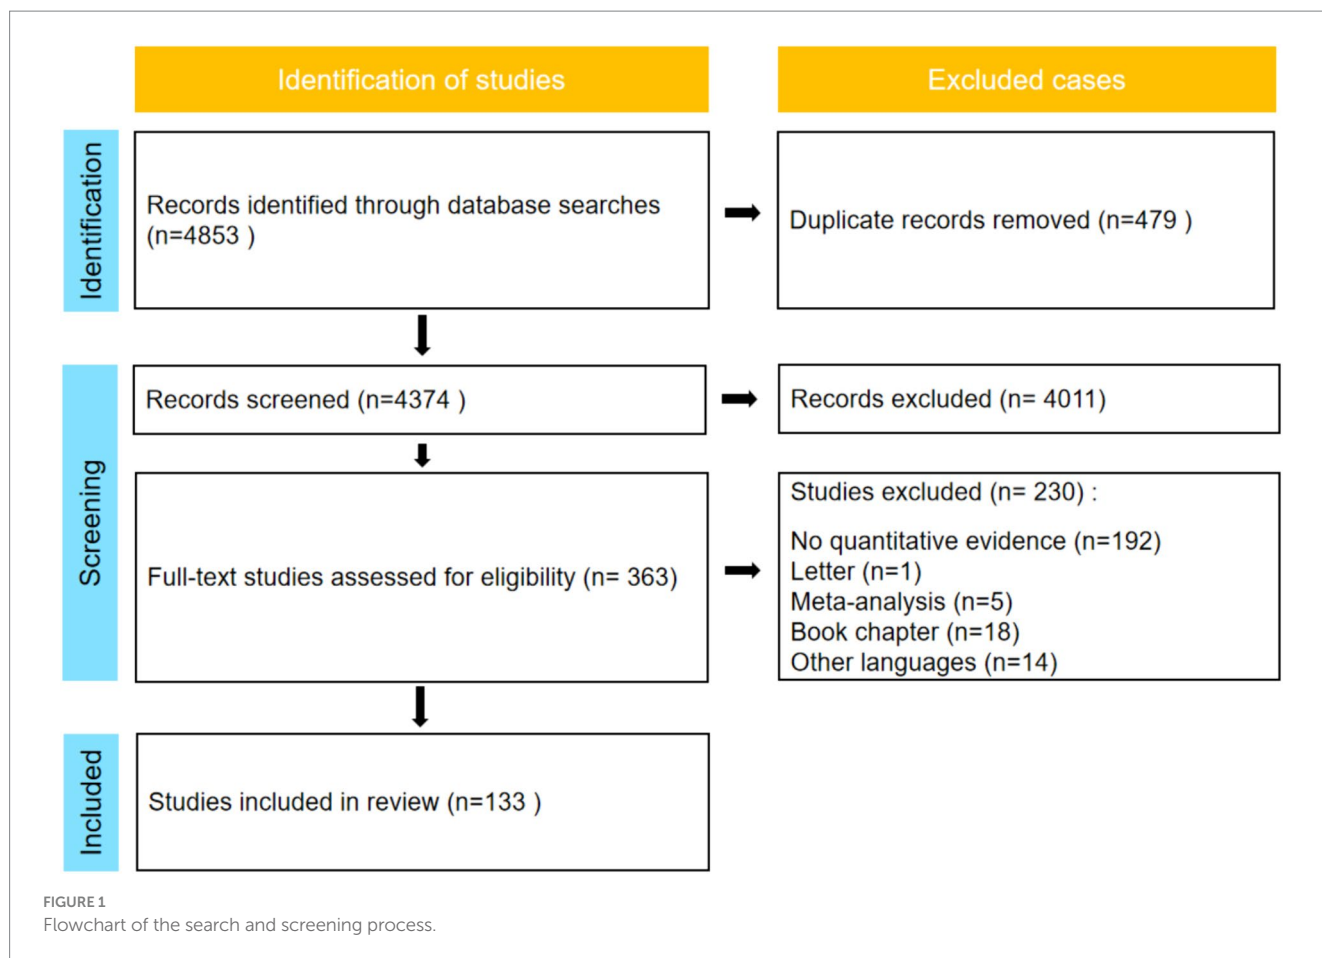 Identification of studies
Excluded cases
Identification
Records identified through database searches
(n=4853 )
Duplicate records removed (n=479 )
Screening
Records screened (n=4374 )
Records excluded (n= 4011)
Full-text studies assessed for eligibility (n= 363)
Studies excluded (n= 230) :
No quantitative evidence (n=192)
Letter (n=1)
Meta-analysis (n=5)
Book chapter (n=18)
Other languages (n=14)
Included
Studies included in review (n=133 )
FIGURE 1
Flowchart of the search and screening process.